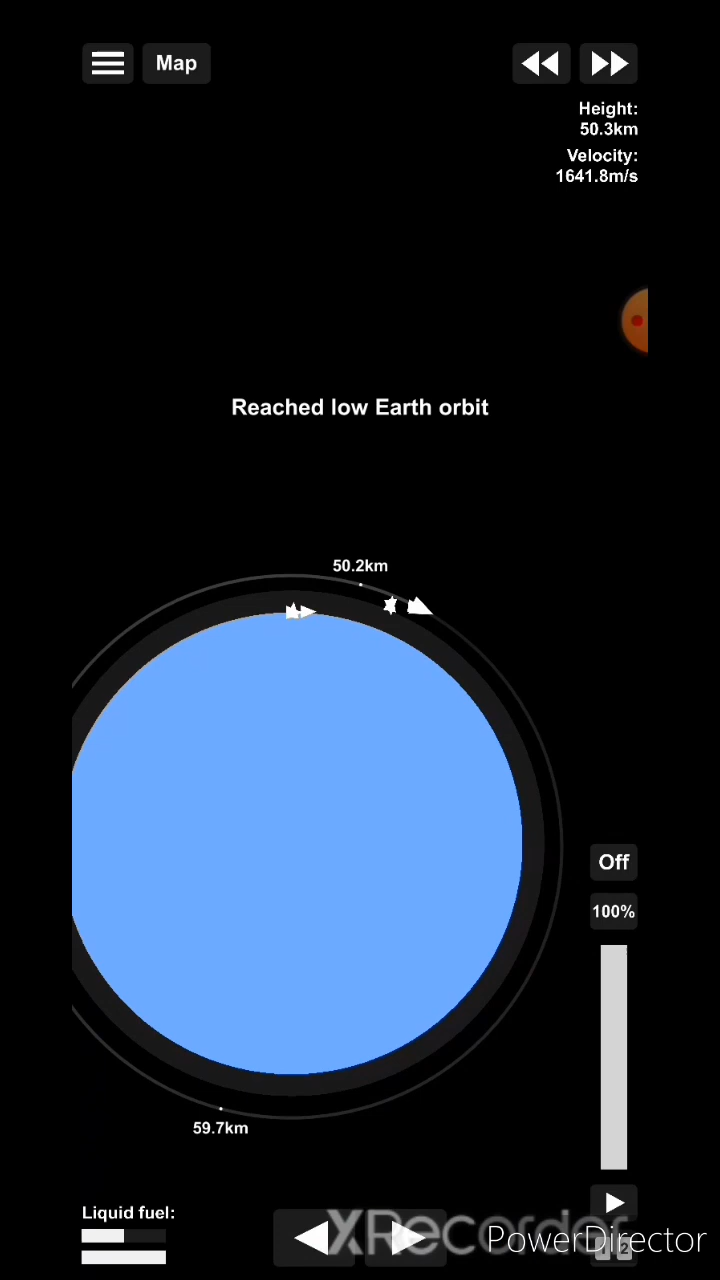 Map
Height:
50.3km
Velocity:
1641.8m/s
Reached low Earth orbit
50.2km
59.7km
Off
100%
Liquid fuel:
XRecorder
PowerDirector
2